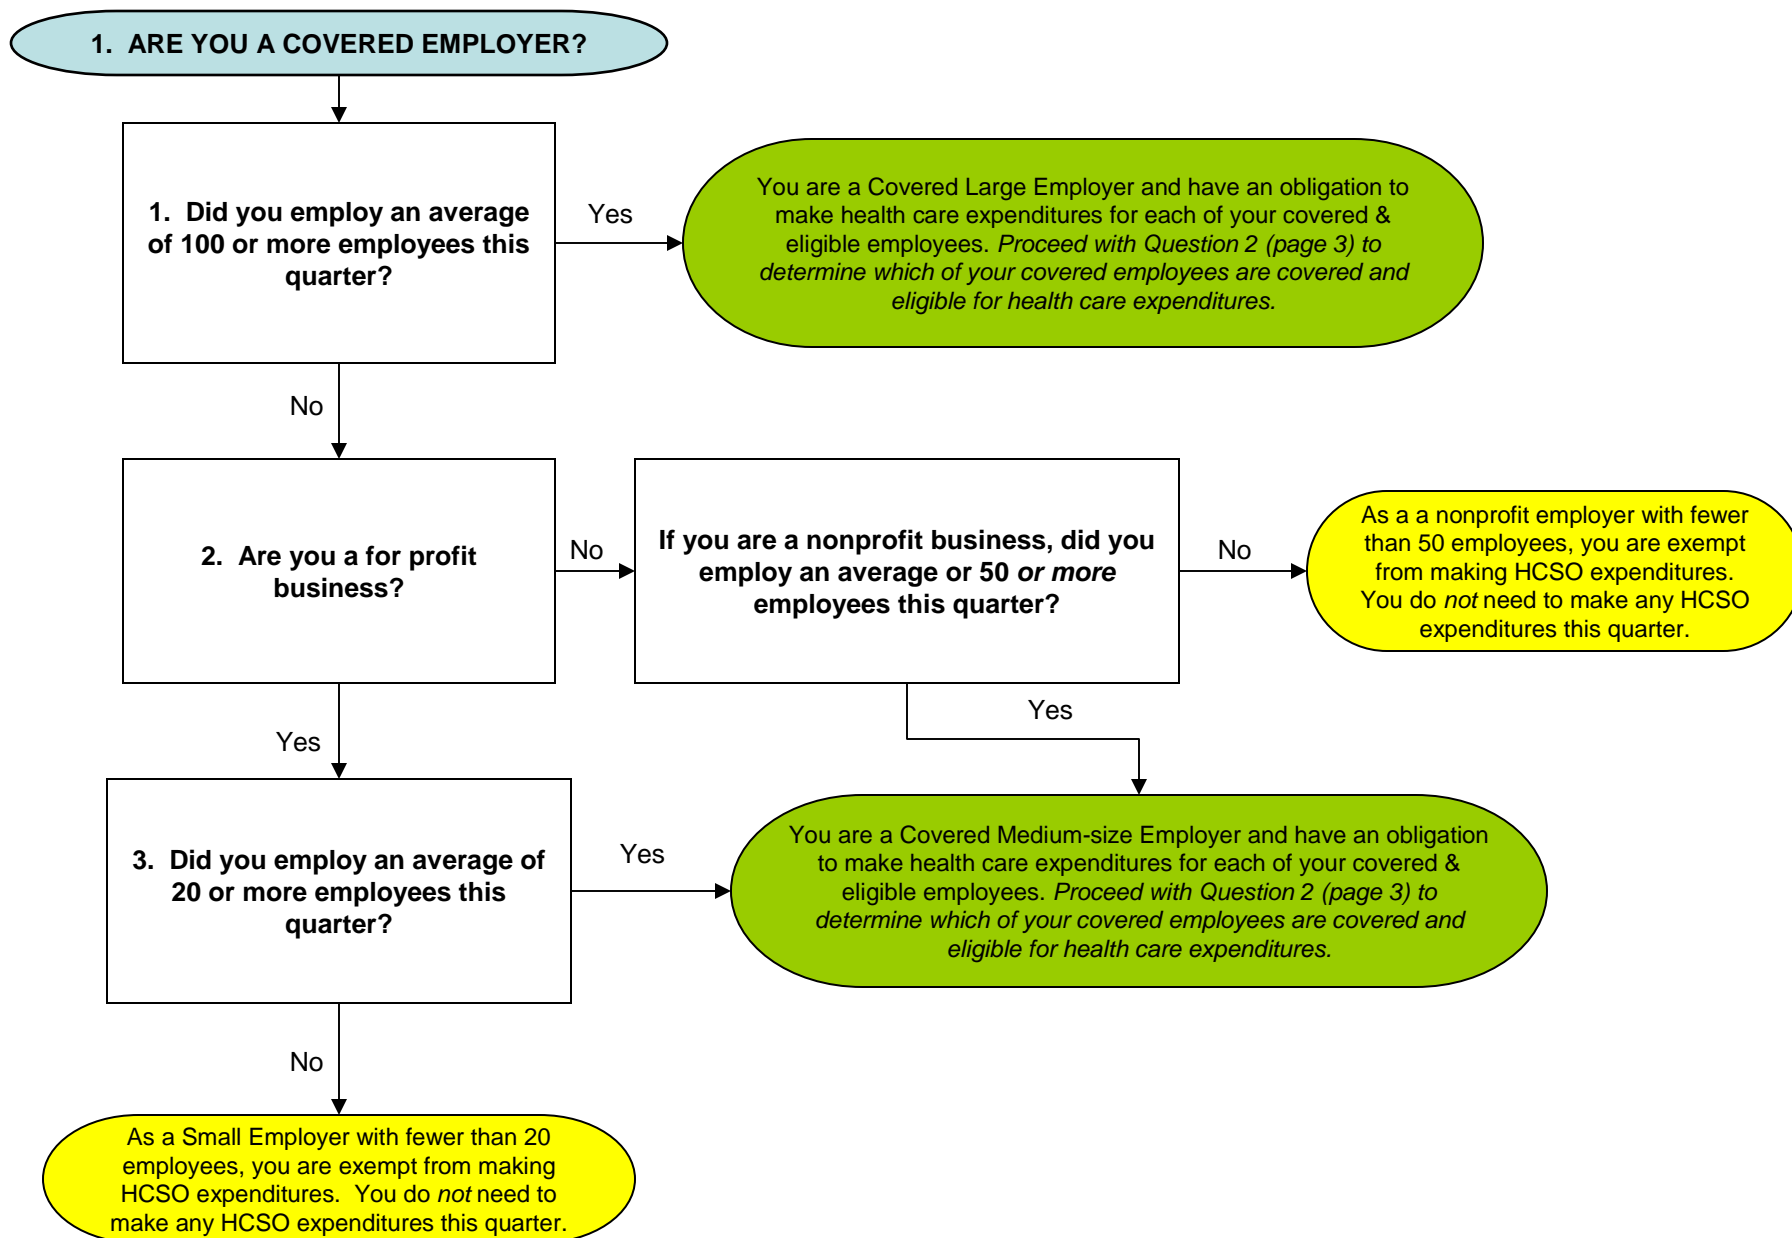 1. ARE YOU A COVERED EMPLOYER?
1. Did you employ an average
of 100 or more employees this
quarter?
Yes
You are a Covered Large Employer and have an obligation to
make health care expenditures for each of your covered &
eligible employees. Proceed with Question 2 (page 3) to
determine which of your covered employees are covered and
eligible for health care expenditures.
No
2. Are you a for profit
business?
No
If you are a nonprofit business, did you
employ an average or 50 or more
employees this quarter?
No
As a a nonprofit employer with fewer
than 50 employees, you are exempt
from making HCSO expenditures.
You do not need to make any HCSO
expenditures this quarter.
Yes
Yes
3. Did you employ an average of
20 or more employees this
quarter?
Yes
You are a Covered Medium-size Employer and have an obligation
to make health care expenditures for each of your covered &
eligible employees. Proceed with Question 2 (page 3) to
determine which of your covered employees are covered and
eligible for health care expenditures.
No
As a Small Employer with fewer than 20
employees, you are exempt from making
HCSO expenditures. You do not need to
make any HCSO expenditures this quarter.